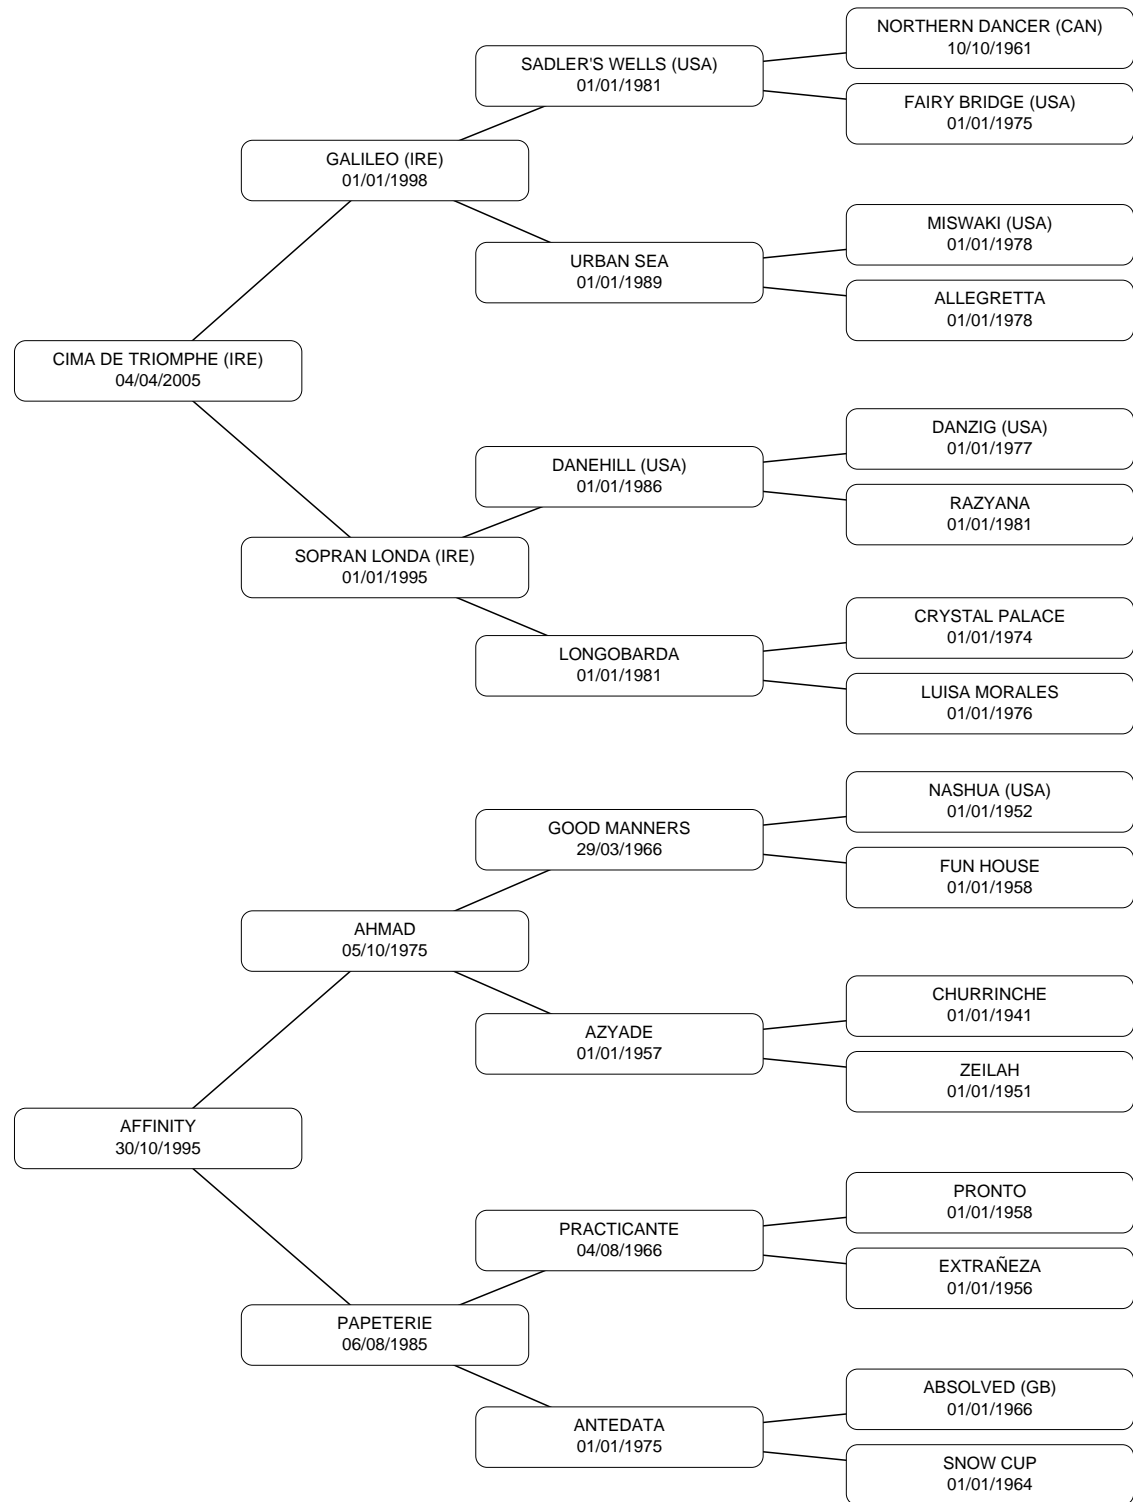 NORTHERN DANCER (CAN)
10/10/1961
SADLER'S WELLS (USA)
01/01/1981
FAIRY BRIDGE (USA)
01/01/1975
GALILEO (IRE)
01/01/1998
MISWAKI (USA)
01/01/1978
URBAN SEA
01/01/1989
ALLEGRETTA
01/01/1978
CIMA DE TRIOMPHE (IRE)
04/04/2005
DANZIG (USA)
01/01/1977
DANEHILL (USA)
01/01/1986
RAZYANA
01/01/1981
SOPRAN LONDA (IRE)
01/01/1995
CRYSTAL PALACE
01/01/1974
LONGOBARDA
01/01/1981
LUISA MORALES
01/01/1976
NASHUA (USA)
01/01/1952
GOOD MANNERS
29/03/1966
FUN HOUSE
01/01/1958
AHMAD
05/10/1975
CHURRINCHE
01/01/1941
AZYADE
01/01/1957
ZEILAH
01/01/1951
AFFINITY
30/10/1995
PRONTO
01/01/1958
PRACTICANTE
04/08/1966
EXTRAÑEZA
01/01/1956
PAPETERIE
06/08/1985
ABSOLVED (GB)
01/01/1966
ANTEDATA
01/01/1975
SNOW CUP
01/01/1964